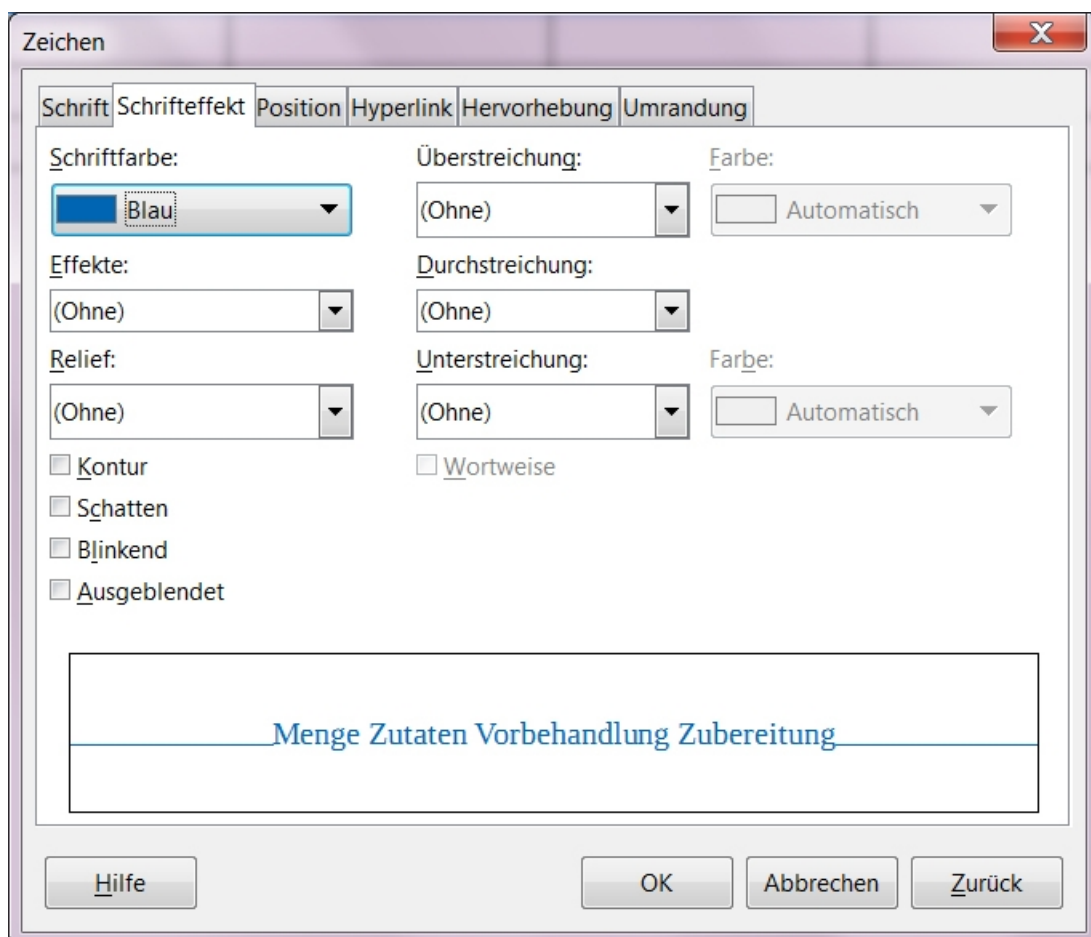 Zeichen
X
Schrift Schrifteffekt Position Hyperlink Hervorhebung Umrandung
Schriftfarbe: Überstreichung: Farbe:
Blau (Ohne) Automatisch
Effekte: Durchstreichung:
(Ohne) (Ohne)
Relief: Unterstreichung: Farbe:
(Ohne) (Ohne) Automatisch
Kontur Wortweise
Schatten
Blinkend
Ausgeblendet
Menge Zutaten Vorbehandlung Zubereitung
Hilfe OK Abbrechen Zurück